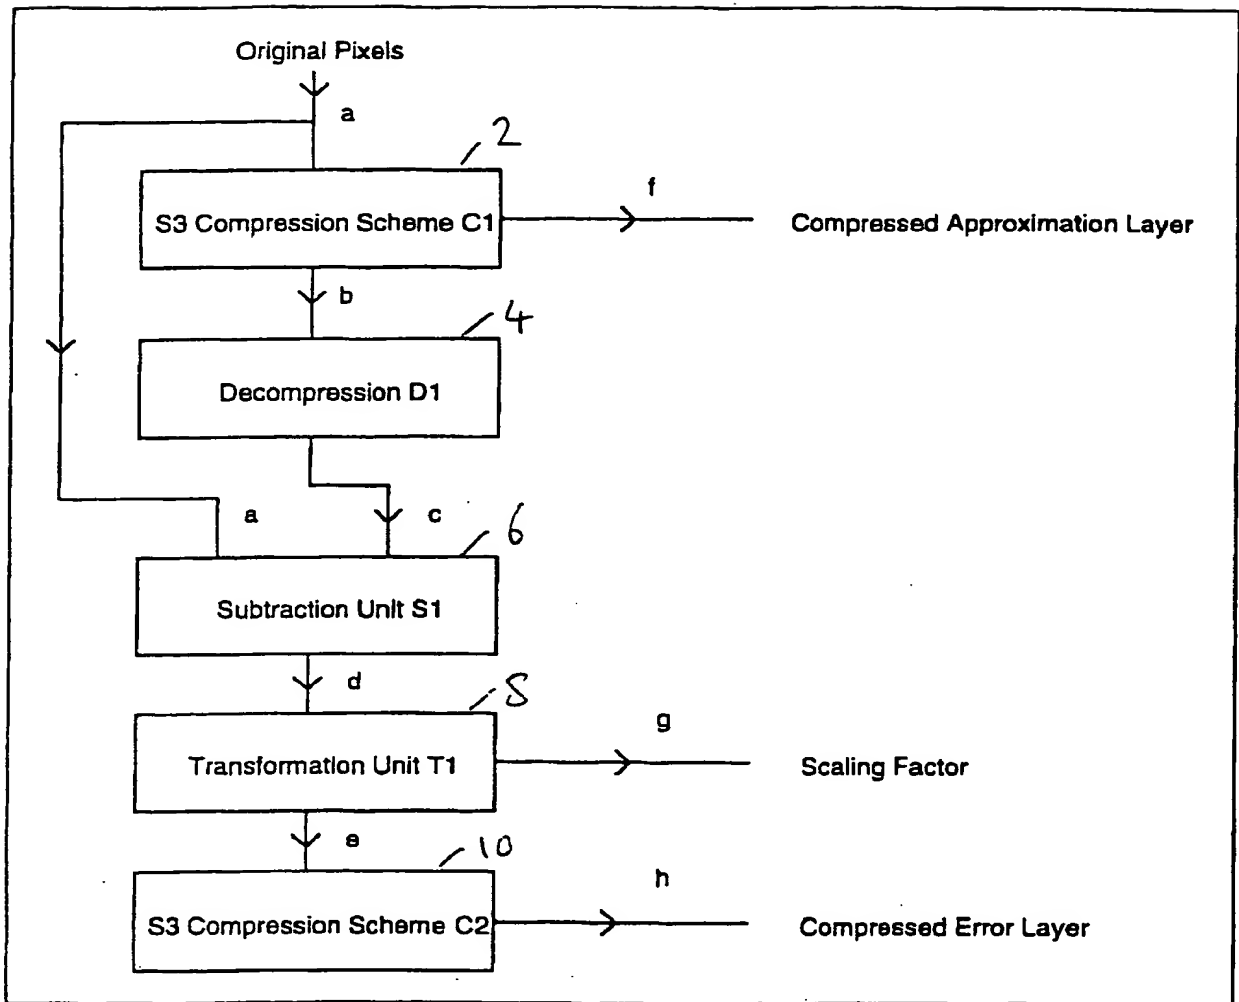 Original Pixels
a
2
S3 Compression Scheme C1
f
Compressed Approximation Layer
b
4
Decompression D1
a
c
6
Subtraction Unit S1
d
8
Transformation Unit T1
g
Scaling Factor
e
10
S3 Compression Scheme C2
h
Compressed Error Layer